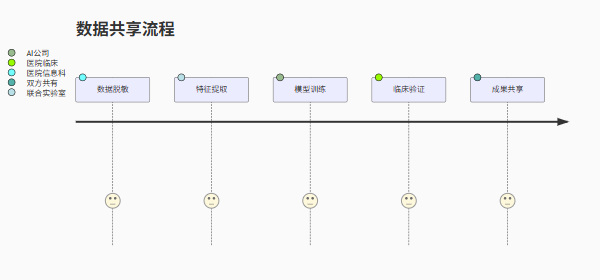 数据共享流程
AI公司
医院临床
医院信息科
双方共有
联合实验室
数据脱敏
特征提取
模型训练
临床验证
成果共享